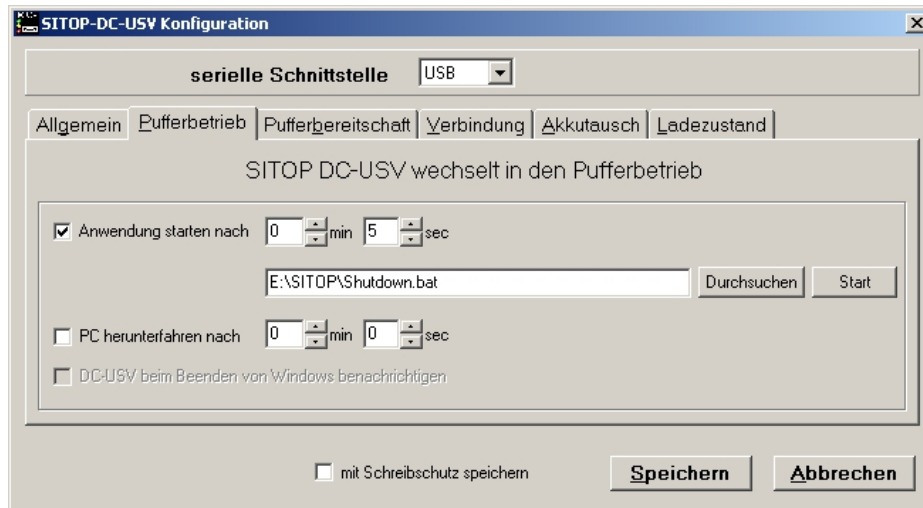 SITOP-DC-USV Konfiguration
serielle Schnittstelle USB
Allgemein Pufferbetrieb Pufferbereitschaft Verbindung Akkutausch Ladezustand
SITOP DC-USV wechselt in den Pufferbetrieb
Anwendung starten nach 0 min 5 sec
E:\SITOP\Shutdown.bat Durchsuchen Start
PC herunterfahren nach 0 min 0 sec
DC-USV beim Beenden von Windows benachrichtigen
mit Schreibschutz speichern Speichern Abbrechen